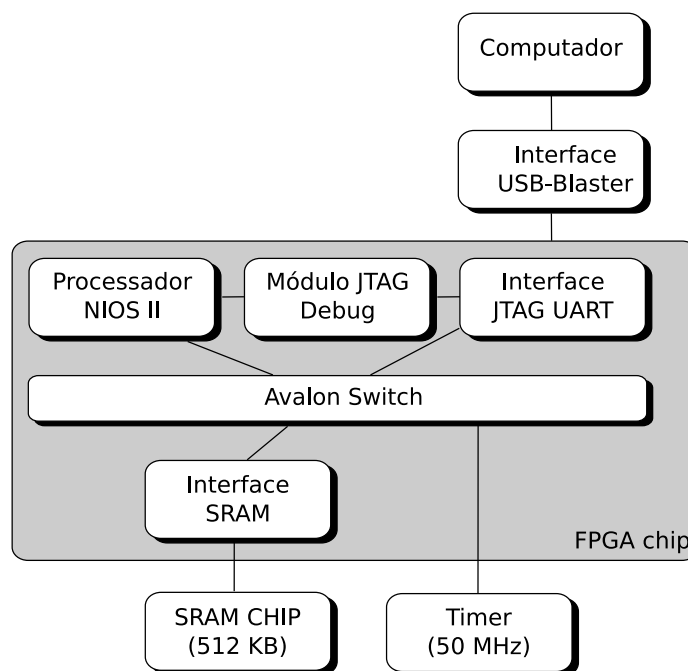 Computador
Interface
USB-Blaster
Processador
NIOS II
Módulo JTAG
Debug
Interface
JTAG UART
Avalon Switch
Interface
SRAM
FPGA chip
SRAM CHIP
(512 KB)
Timer
(50 MHz)